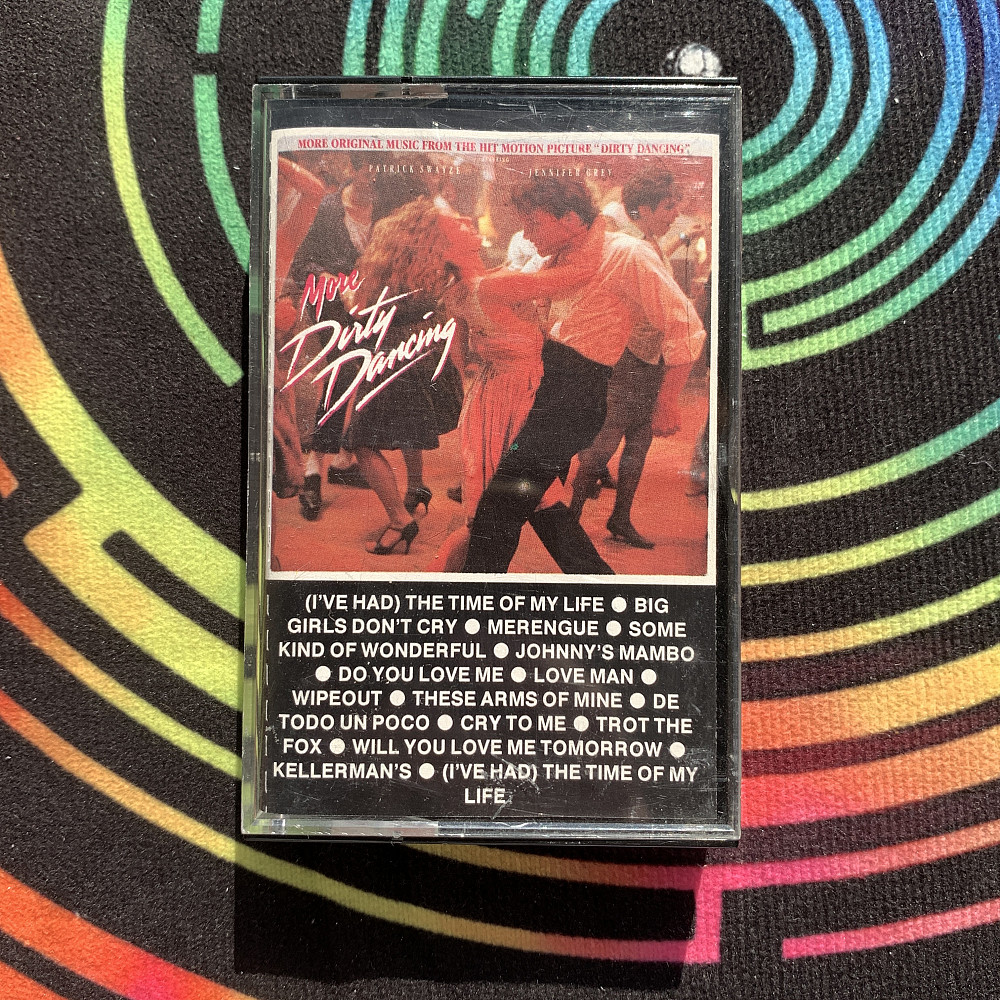 MORE ORIGINAL MUSIC FROM THE HIT MOTION PICTURE "DIRTY DANCING"
STARRING
PATRICK SWAYZE JENNIFER GREY
More
Dirty
Dancing
(I'VE HAD) THE TIME OF MY LIFE ● BIG
GIRLS DON'T CRY ● MERENGUE ● SOME
KIND OF WONDERFUL ● JOHNNY'S MAMBO
● DO YOU LOVE ME ● LOVE MAN ●
WIPEOUT ● THESE ARMS OF MINE ● DE
TODO UN POCO ● CRY TO ME ● TROT THE
FOX ● WILL YOU LOVE ME TOMORROW ●
KELLERMAN'S ● (I'VE HAD) THE TIME OF MY
LIFE